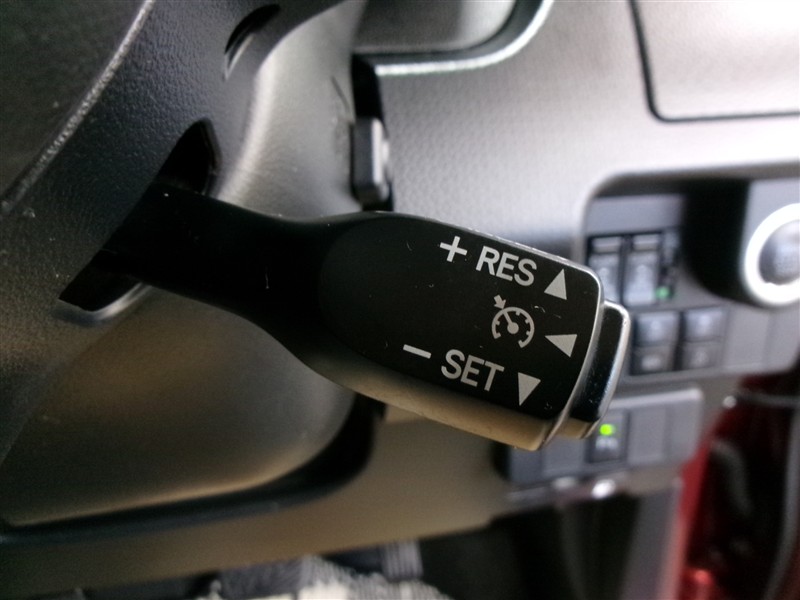 + RES
− SET